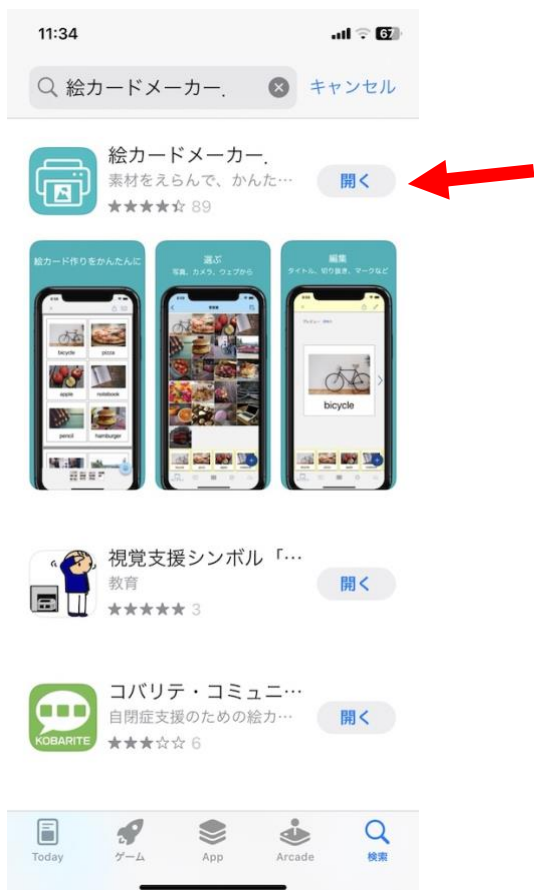 11:34
67
絵カードメーカー.
キャンセル
絵カードメーカー.
素材をえらんで、かんた…
開く
★★★★☆ 89
絵カード作りをかんたんに
選ぶ
写真、カメラ、ウェブから
編集
タイトル、切り抜き、マークなど
bicycle
pizza
apple
notebook
pencil
hamburger
bicycle
視覚支援シンボル「…
教育
開く
★★★★★ 3
コバリテ・コミュニ…
自閉症支援のための絵カ…
開く
★★★☆☆ 6
KOBARITE
Today
ゲーム
App
Arcade
検索